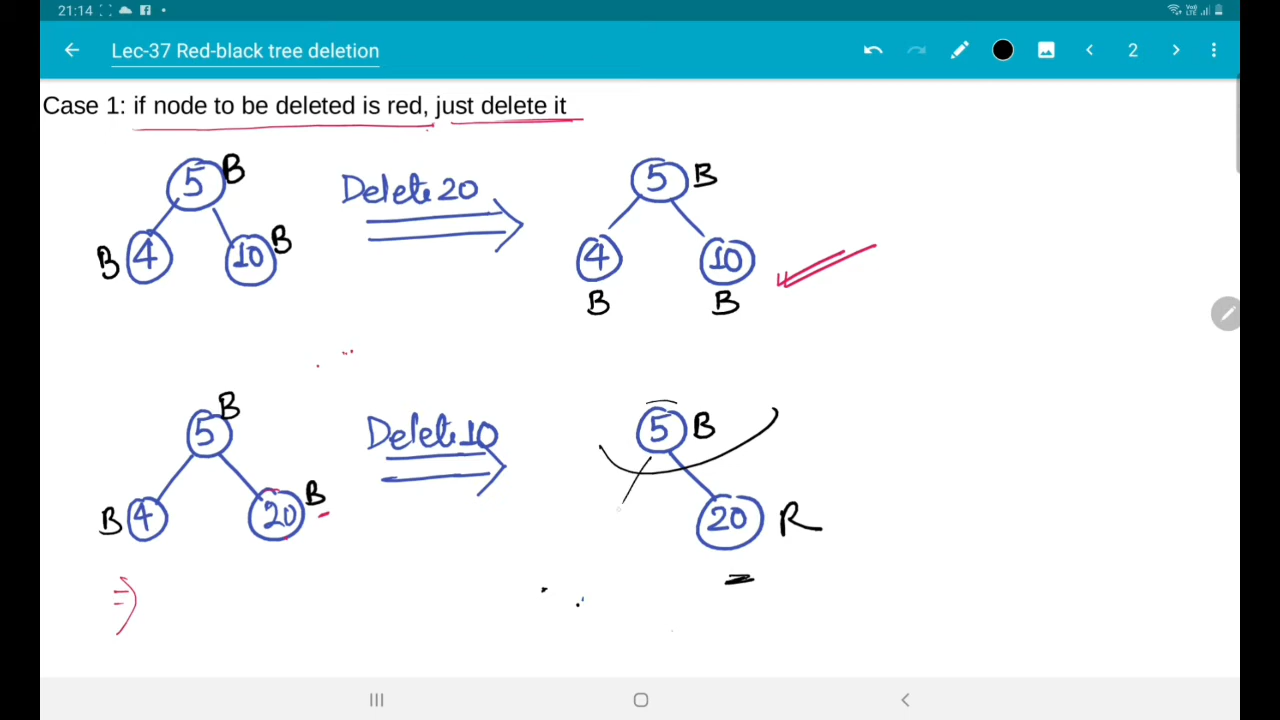 21:14
Lec-37 Red-black tree deletion
2
Case 1: if node to be deleted is red, just delete it
5 B
B 4
10 B
Delete 20
5 B
4 B
10 B
5 B
B 4
20 B
Delete 10
5 B
20 R